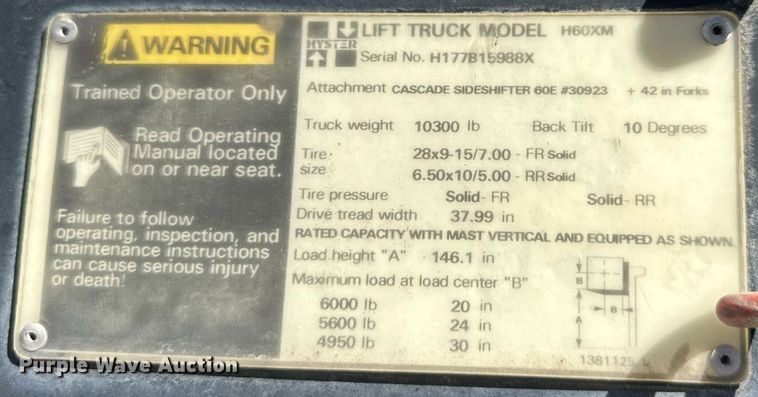 WARNING
Trained Operator Only
Read Operating
Manual located
on or near seat.
Failure to follow
operating, inspection, and
maintenance instructions
can cause serious injury
or death!
HYSTER
LIFT TRUCK MODEL H60XM
Serial No. H177B15988X
Attachment CASCADE SIDESHIFTER 60E #30923 + 42 in Forks
Truck weight 10300 lb Back Tilt 10 Degrees
Tire 28x9-15/7.00 - FR Solid
size 6.50x10/5.00 - RR Solid
Tire pressure Solid- FR Solid- RR
Drive tread width 37.99 in
RATED CAPACITY WITH MAST VERTICAL AND EQUIPPED AS SHOWN.
Load height "A" 146.1 in
Maximum load at load center "B"
6000 lb 20 in
5600 lb 24 in
4950 lb 30 in
B
A
B
1381125
Purple Wave Auction